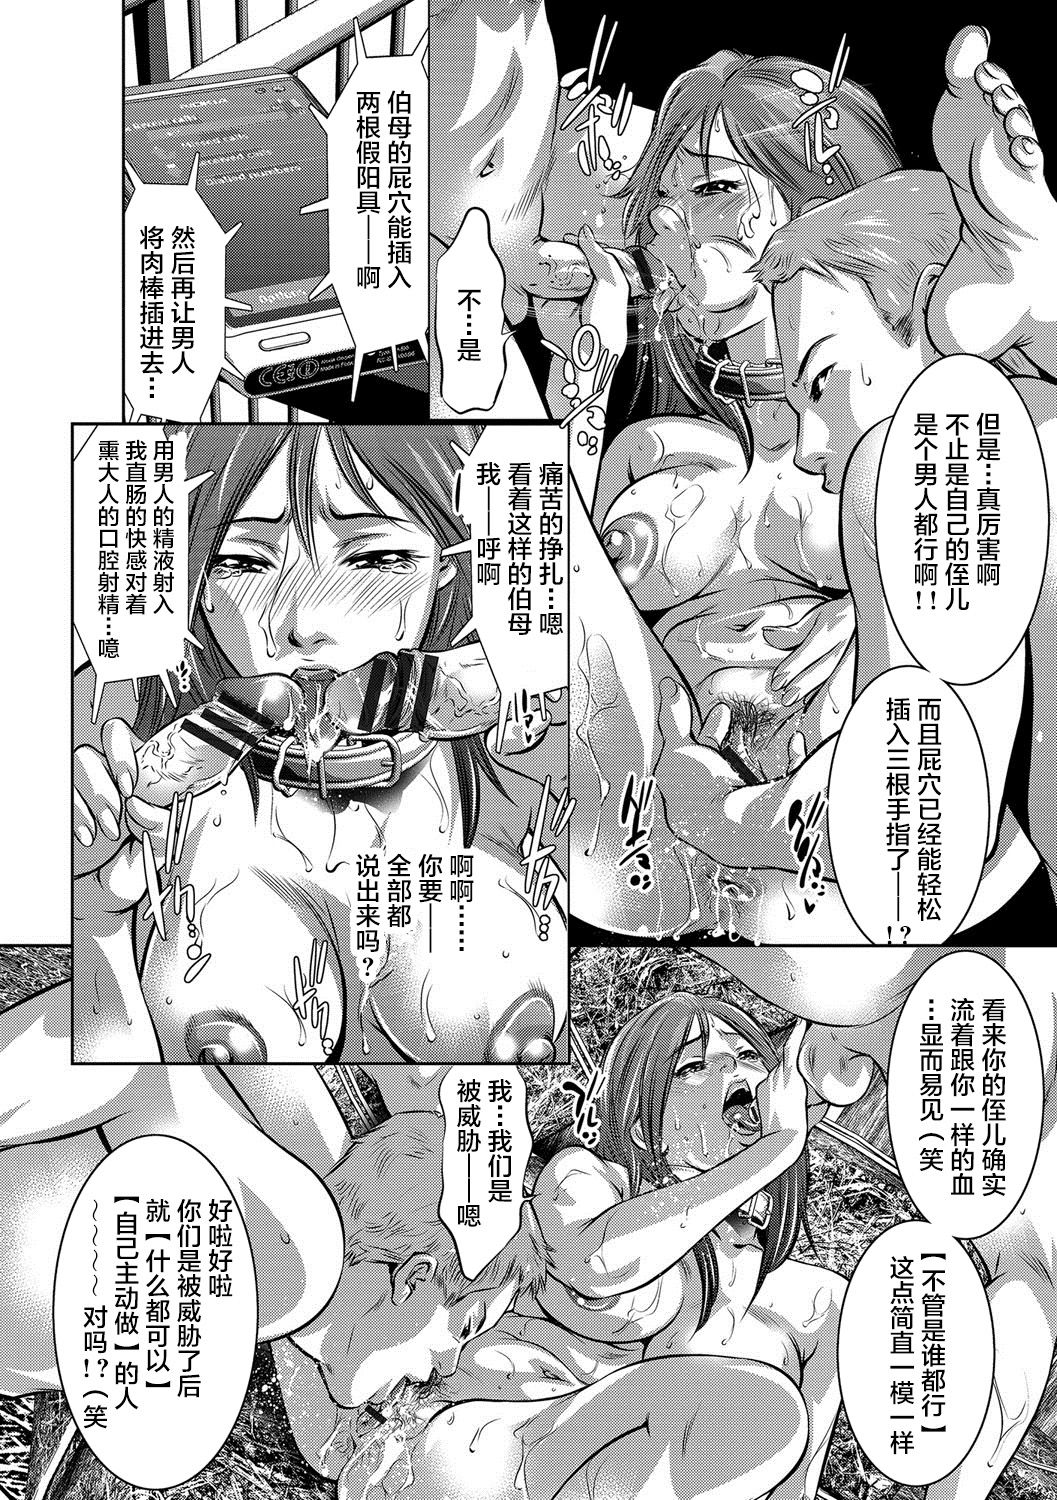 但是…真厉害啊
不止是自己的侄儿
是个男人都行啊!!
而且屁穴已经能轻松
插入三根手指了——!?
不…是
伯母的屁穴能插入
两根假阳具——啊
然后再让男人
将肉棒插进去…
痛苦的挣扎…嗯
看着这样的伯母
我——呼啊
用男人的精液射入
我直肠的快感对着
熏大人的口腔射精…噫
啊啊……
你要——
全部都
说出来吗?
看来你的侄儿确实
流着跟你一样的血
…显而易见(笑
【不管是谁都行】
这点简直一模一样
我…我们是
被威胁——嗯
好啦好啦
你们是被威胁了后
就【什么都可以】
【自己主动做】的人
~~~~对吗!?(笑